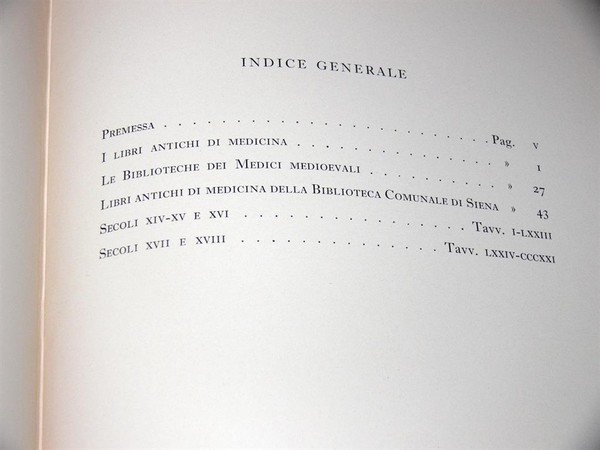 INDICE GENERALE
PREMESSA . . . . . . . . . . . . . . . . . . . . . . . . Pag. V
I LIBRI ANTICHI DI MEDICINA . . . . . . . . . . . . . » 1
LE BIBLIOTECHE DEI MEDICI MEDIOEVALI . . . . . . . . » 27
LIBRI ANTICHI DI MEDICINA DELLA BIBLIOTECA COMUNALE DI SIENA » 43
SECOLI XIV-XV E XVI . . . . . . . . . . . . . Tavv. I-LXXIII
SECOLI XVII E XVIII . . . . . . . . . . . . Tavv. LXXIV-CCCXXI